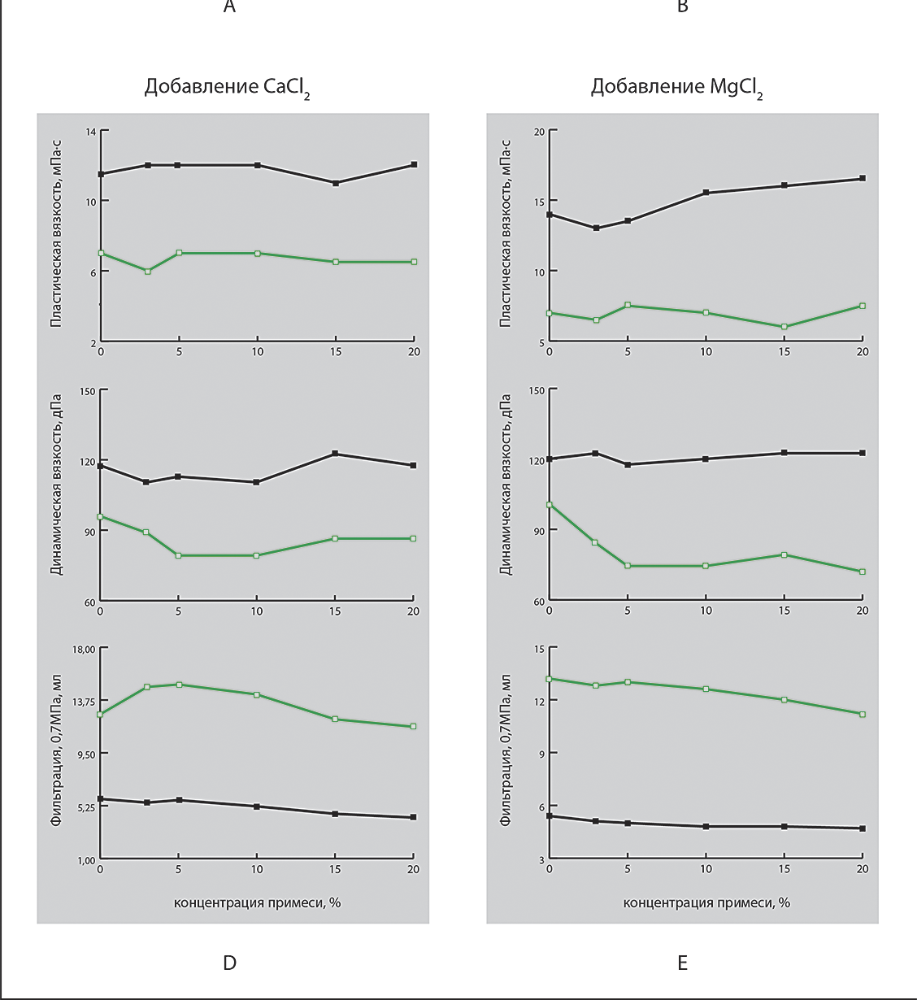 А
В
Добавление CaCl₂
Добавление MgCl₂
Пластическая вязкость, мПа·с
14
10
6
2
0 5 10 15 20
Динамическая вязкость, дПа
150
120
90
60
0 5 10 15 20
Фильтрация, 0,7МПа, мл
18,00
13,75
9,50
5,25
1,00
0 5 10 15 20
концентрация примеси, %
Пластическая вязкость, мПа·с
20
15
10
5
0 5 10 15 20
Динамическая вязкость, дПа
150
120
90
60
0 5 10 15 20
Фильтрация, 0,7МПа, мл
15
12
9
6
3
0 5 10 15 20
концентрация примеси, %
D
E